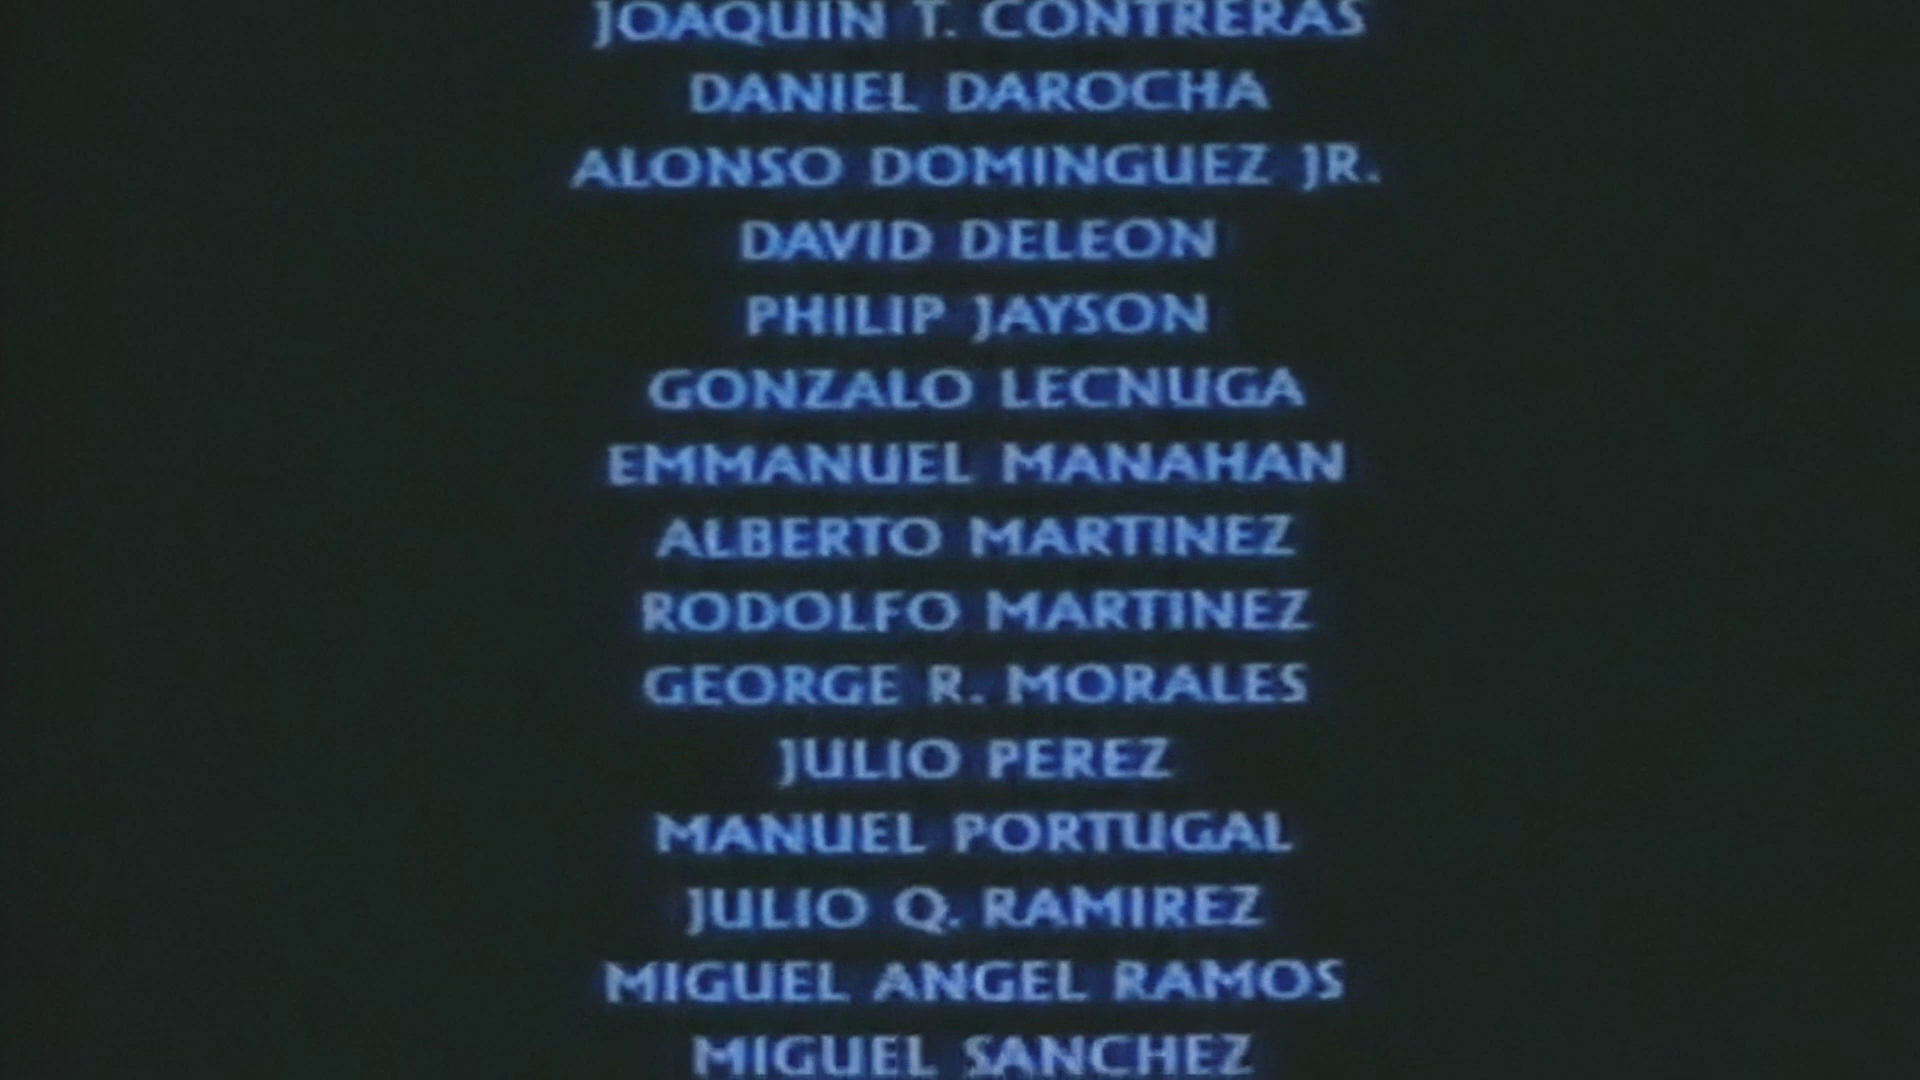 JOAQUIN T. CONTRERAS
DANIEL DAROCHA
ALONSO DOMINGUEZ JR.
DAVID DELEON
PHILIP JAYSON
GONZALO LECNUGA
EMMANUEL MANAHAN
ALBERTO MARTINEZ
RODOLFO MARTINEZ
GEORGE R. MORALES
JULIO PEREZ
MANUEL PORTUGAL
JULIO Q. RAMIREZ
MIGUEL ANGEL RAMOS
MIGUEL SANCHEZ